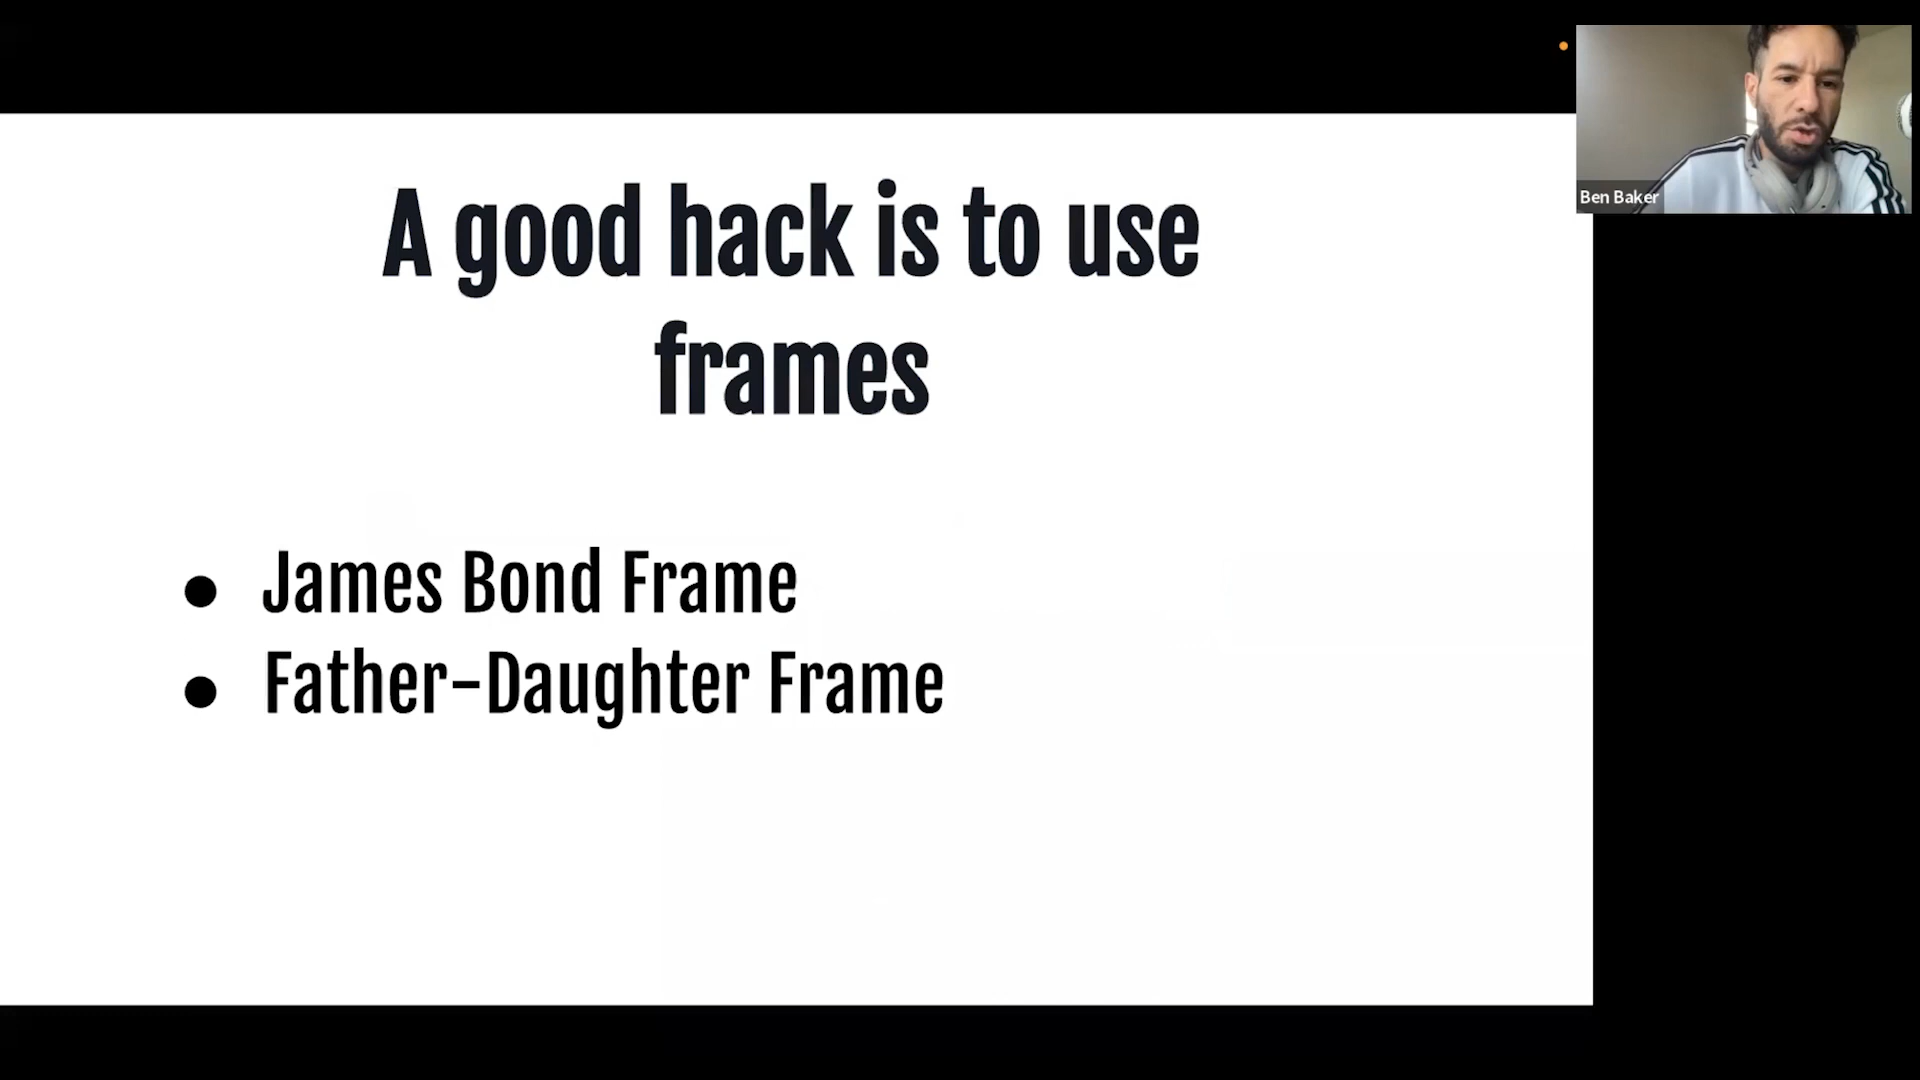 A good hack is to use
frames
● James Bond Frame
● Father-Daughter Frame
Ben Baker